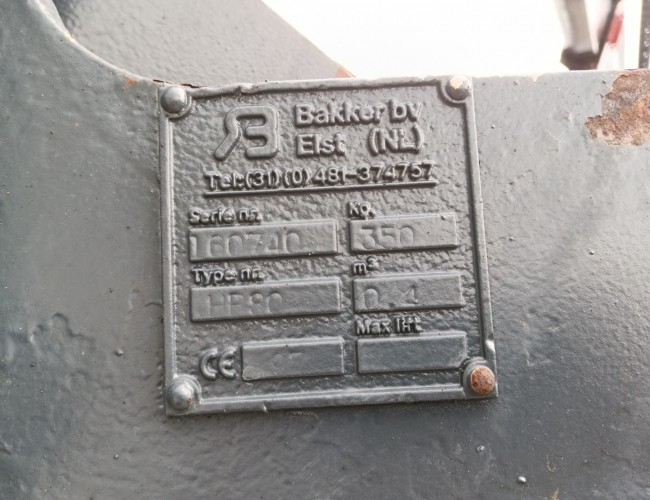 Bakker bv
Elst (NL)
Tel:(31)(0)481-374757
Serie nr. No.
160740 350
Type nr. m³
HP80 0.4
Max lift
CE